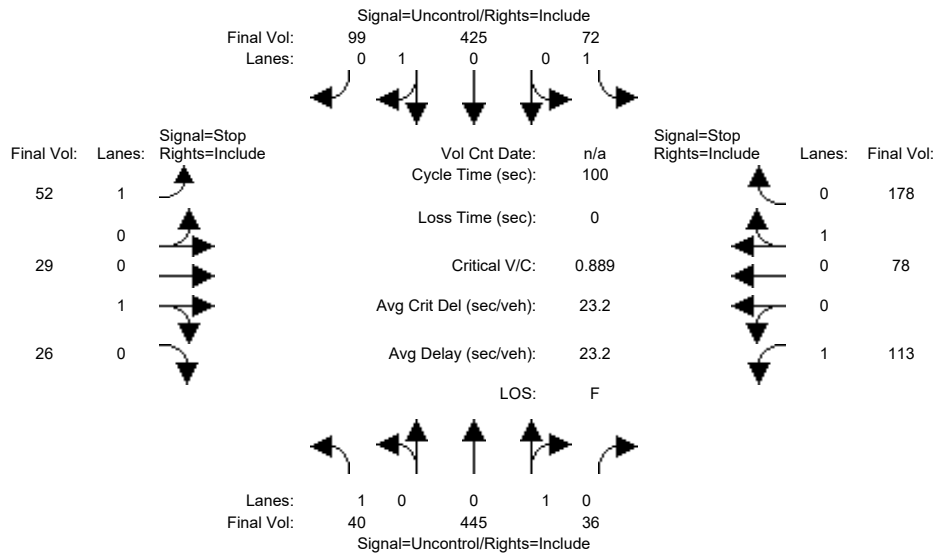 Signal=Uncontrol/Rights=Include
Final Vol: 99 425 72
Lanes: 0 1 0 0 1
Signal=Stop
Final Vol: Lanes: Rights=Include
Vol Cnt Date: n/a
Signal=Stop
Rights=Include Lanes: Final Vol:
Cycle Time (sec): 100
52 1
0 178
Loss Time (sec): 0
0
1
29 0
Critical V/C: 0.889
0 78
1
Avg Crit Del (sec/veh): 23.2
0
26 0
Avg Delay (sec/veh): 23.2
1 113
LOS: F
Lanes: 1 0 0 1 0
Final Vol: 40 445 36
Signal=Uncontrol/Rights=Include